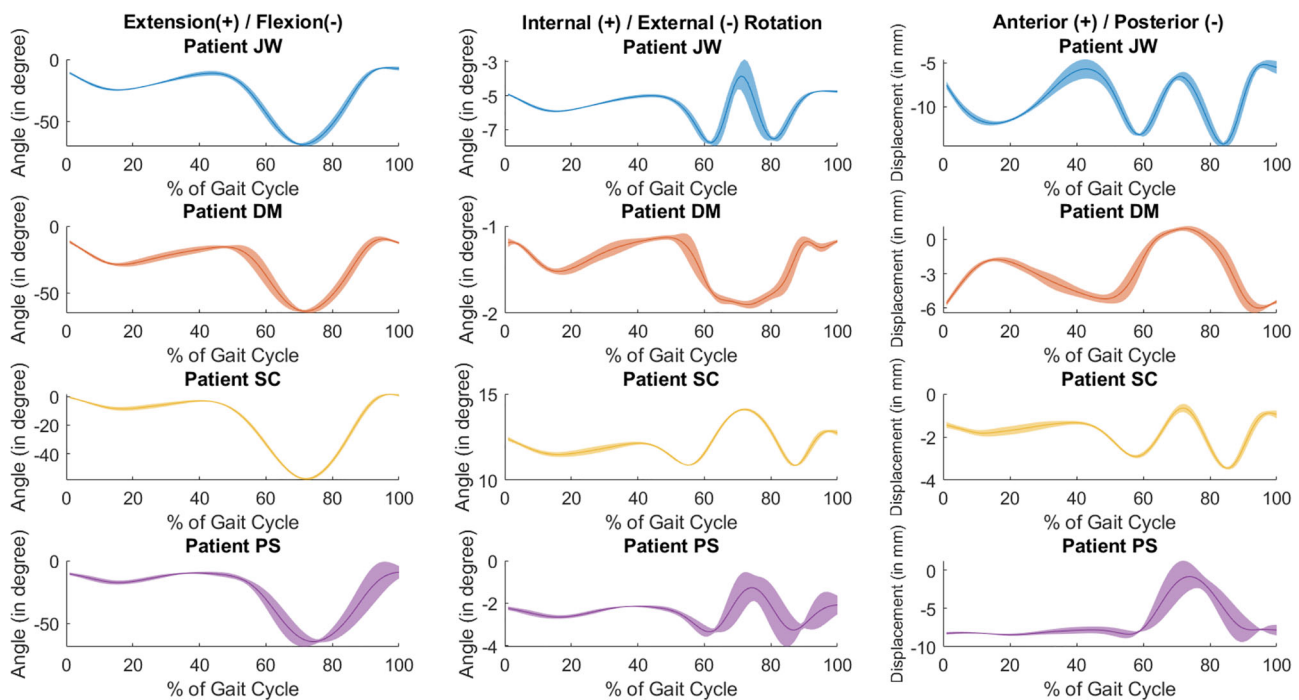 Extension(+) / Flexion(-)
Patient JW
Angle (in degree)
0
-50
0 20 40 60 80 100
% of Gait Cycle
Internal (+) / External (-) Rotation
Patient JW
Angle (in degree)
-3
-5
-7
0 20 40 60 80 100
% of Gait Cycle
Anterior (+) / Posterior (-)
Patient JW
Displacement (in mm)
-5
-10
0 20 40 60 80 100
% of Gait Cycle
Patient DM
Angle (in degree)
0
-50
0 20 40 60 80 100
% of Gait Cycle
Patient DM
Angle (in degree)
-1
-2
0 20 40 60 80 100
% of Gait Cycle
Patient DM
Displacement (in mm)
0
-3
-6
0 20 40 60 80 100
% of Gait Cycle
Patient SC
Angle (in degree)
0
-20
-40
0 20 40 60 80 100
% of Gait Cycle
Patient SC
Angle (in degree)
15
10
0 20 40 60 80 100
% of Gait Cycle
Patient SC
Displacement (in mm)
0
-2
-4
0 20 40 60 80 100
% of Gait Cycle
Patient PS
Angle (in degree)
0
-50
0 20 40 60 80 100
% of Gait Cycle
Patient PS
Angle (in degree)
-2
-4
0 20 40 60 80 100
% of Gait Cycle
Patient PS
Displacement (in mm)
0
-5
-10
0 20 40 60 80 100
% of Gait Cycle